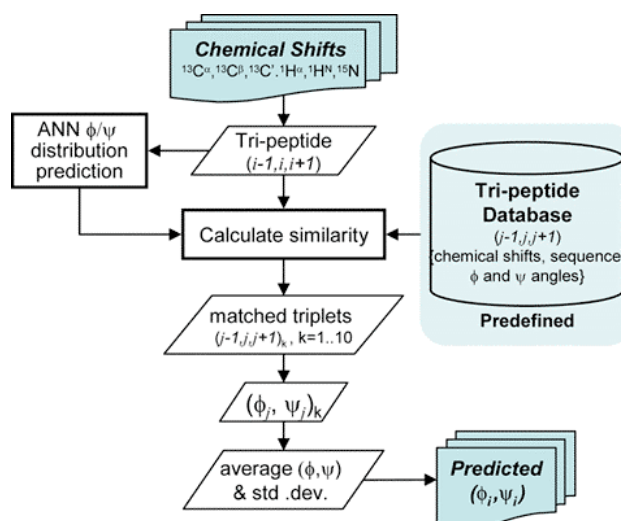 Chemical Shifts
¹³Cᵅ,¹³Cᵝ,¹³C'.¹Hᵅ,¹Hᴺ,¹⁵N
ANN ϕ/ψ
distribution
prediction
Tri-peptide
(i-1,i,i+1)
Calculate similarity
Tri-peptide
Database
(j-1,j,j+1)
{chemical shifts, sequence
ϕ and ψ angles}
Predefined
matched triplets
(j-1,j,j+1)ₖ, k=1..10
(ϕⱼ, ψⱼ)ₖ
average (ϕ,ψ)
& std .dev.
Predicted
(ϕᵢ,ψᵢ)